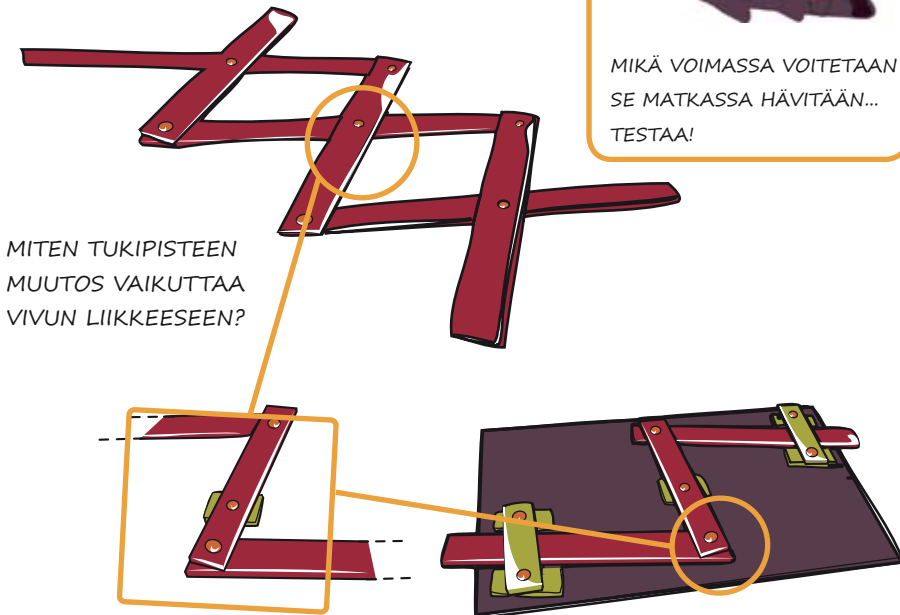 MIKÄ VOIMASSA VOITETAAN
SE MATKASSA HÄVITÄÄN...
TESTAA!
MITEN TUKIPISTEEN
MUUTOS VAIKUTTAA
VIVUN LIIKKEESEEN?